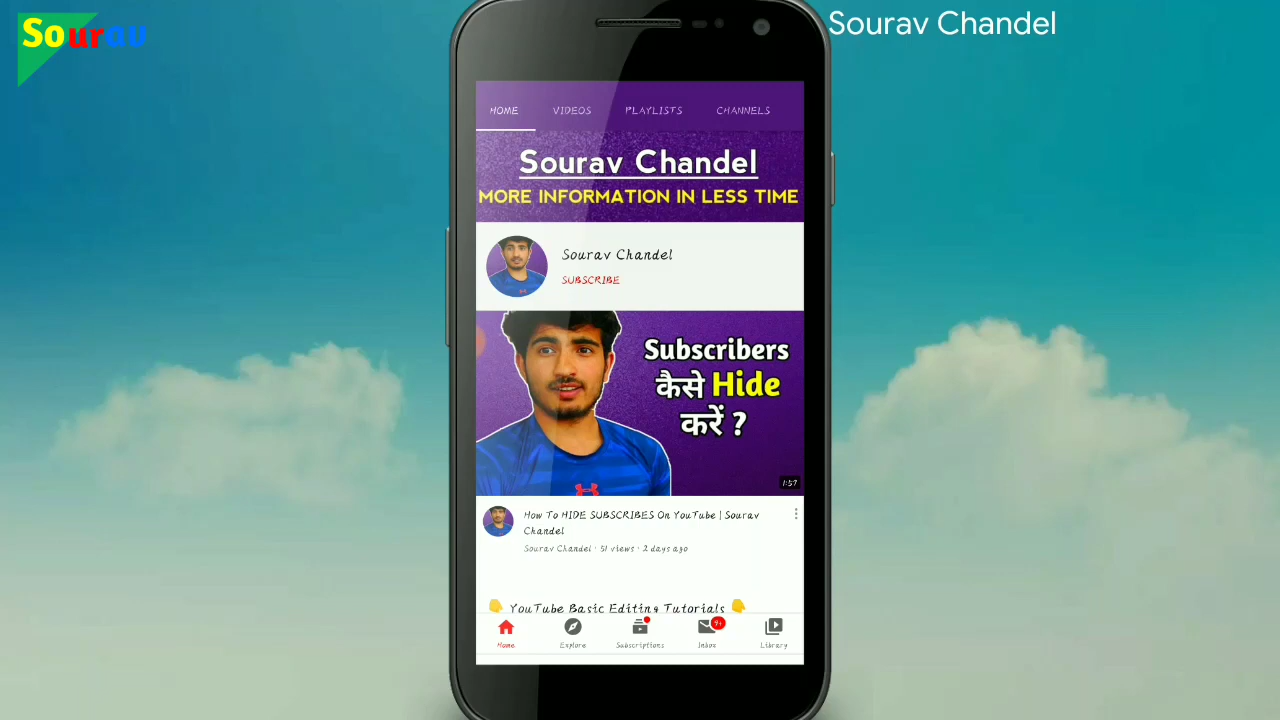 Sourav
Sourav Chandel
HOME VIDEOS PLAYLISTS CHANNELS
Sourav Chandel
MORE INFORMATION IN LESS TIME
Sourav Chandel
SUBSCRIBE
Subscribers
कैसे Hide
करें ?
1:57
How To HIDE SUBSCRIBES On YouTube | Sourav
Chandel
Sourav Chandel · 51 views · 2 days ago
👇 YouTube Basic Editing Tutorials 👇
9+
Home Explore Subscriptions Inbox Library